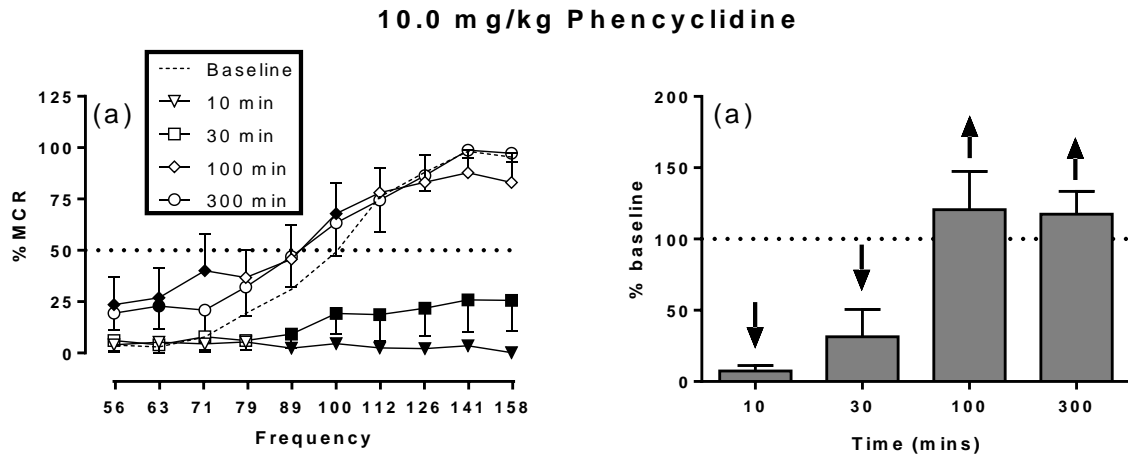 10.0 mg/kg Phencyclidine
(a)
Baseline
10 min
30 min
100 min
300 min
125
100
75
50
25
0
%MCR
56 63 71 79 89 100 112 126 141 158
Frequency
(a)
200
150
100
50
0
% baseline
10 30 100 300
Time (mins)